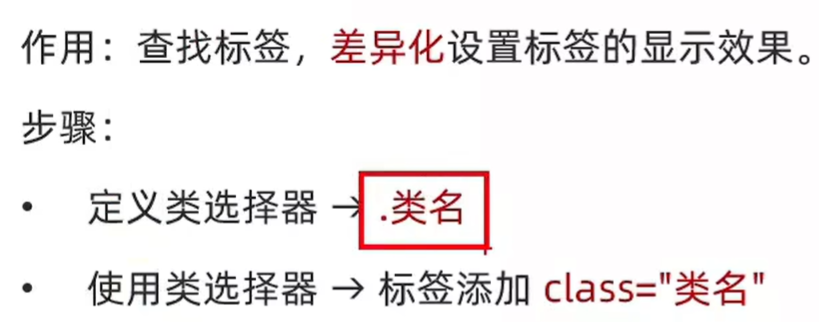 作用：查找标签，差异化设置标签的显示效果。
步骤：
• 定义类选择器 → .类名
• 使用类选择器 → 标签添加 class="类名"